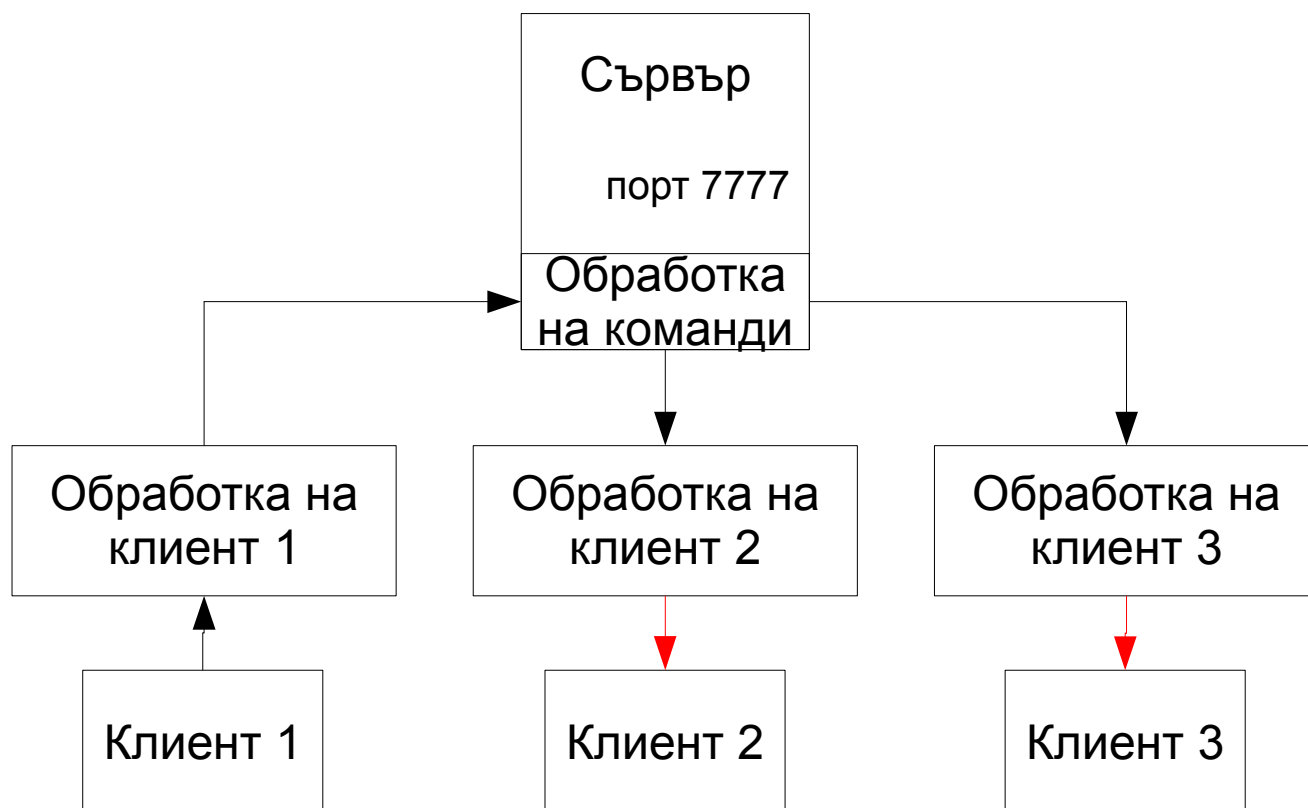 Сървър
порт 7777
Обработка
на команди
Обработка на
клиент 1
Обработка на
клиент 2
Обработка на
клиент 3
Клиент 1
Клиент 2
Клиент 3